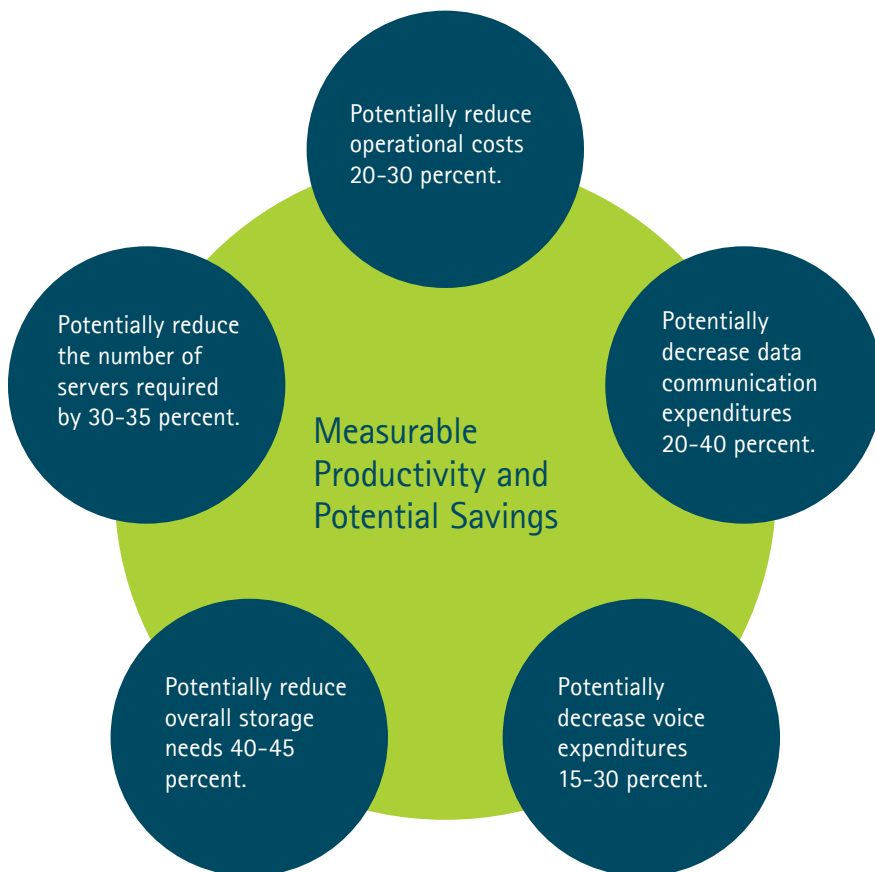 Potentially reduce
operational costs
20-30 percent.
Potentially reduce
the number of
servers required
by 30-35 percent.
Potentially
decrease data
communication
expenditures
20-40 percent.
Measurable
Productivity and
Potential Savings
Potentially reduce
overall storage
needs 40-45
percent.
Potentially
decrease voice
expenditures
15-30 percent.